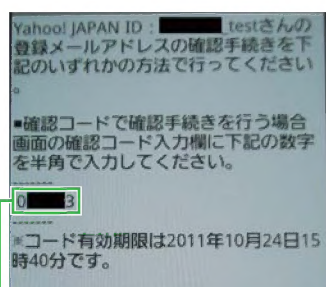 Yahoo! JAPAN ID : _testさんの
登録メールアドレスの確認手続きを下
記のいずれかの方法で行ってください
。
■確認コードで確認手続きを行う場合
画面の確認コード入力欄に下記の数字
を半角で入力してください。
-------
0 3
-------
※コード有効期限は2011年10月24日15
時40分です。